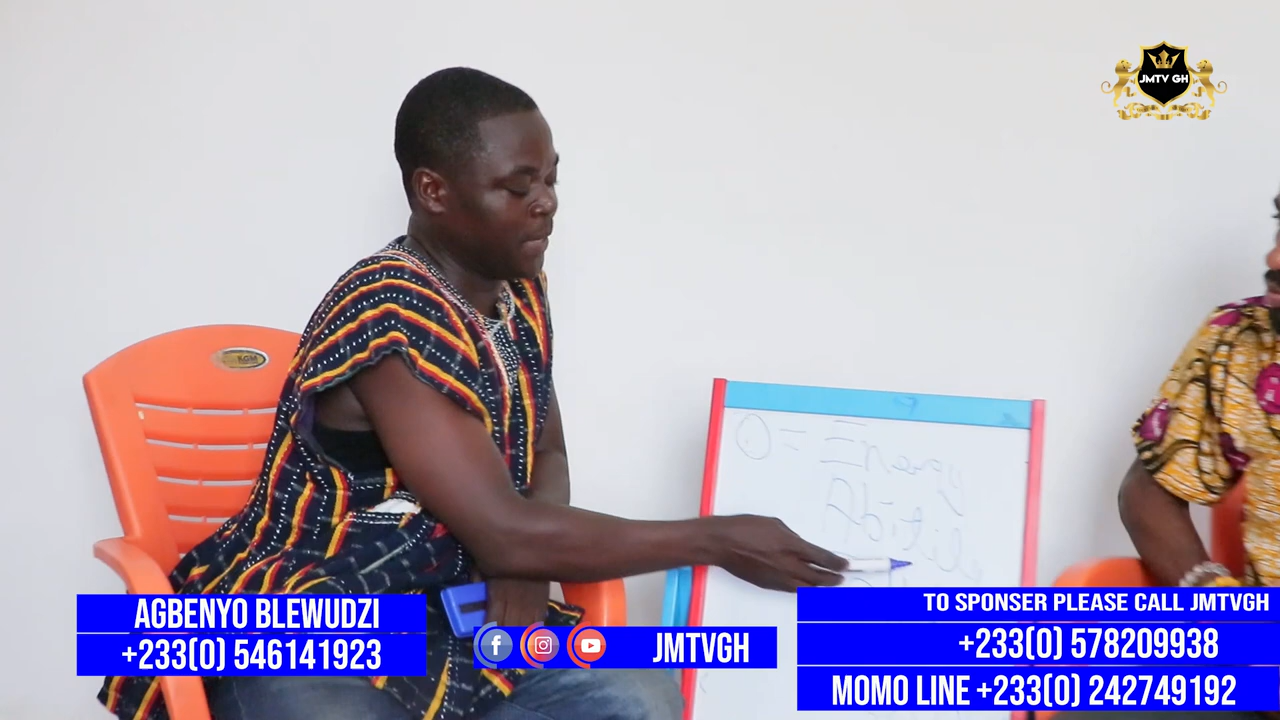 JMTV GH
KGM
AGBENYO BLEWUDZI
+233(0) 546141923
JMTVGH
TO SPONSER PLEASE CALL JMTVGH
+233(0) 578209938
MOMO LINE +233(0) 242749192